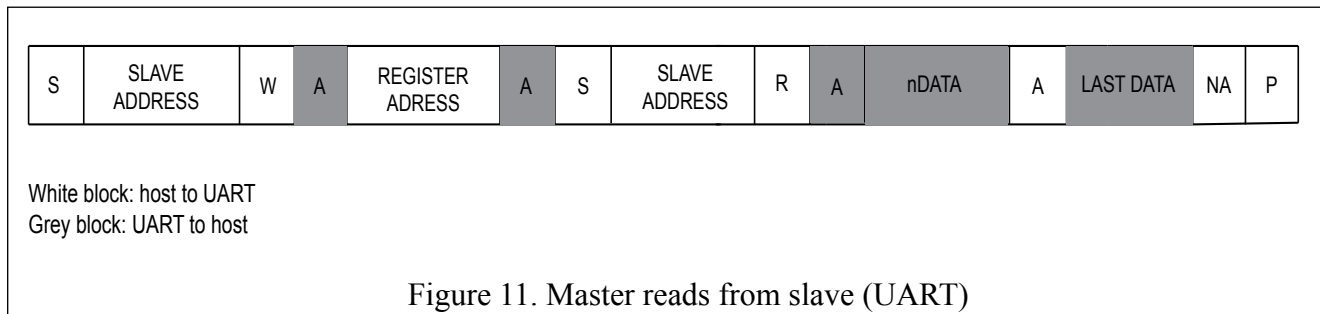 S SLAVE ADDRESS W A REGISTER ADRESS A S SLAVE ADDRESS R A nDATA A LAST DATA NA P
White block: host to UART
Grey block: UART to host
Figure 11. Master reads from slave (UART)